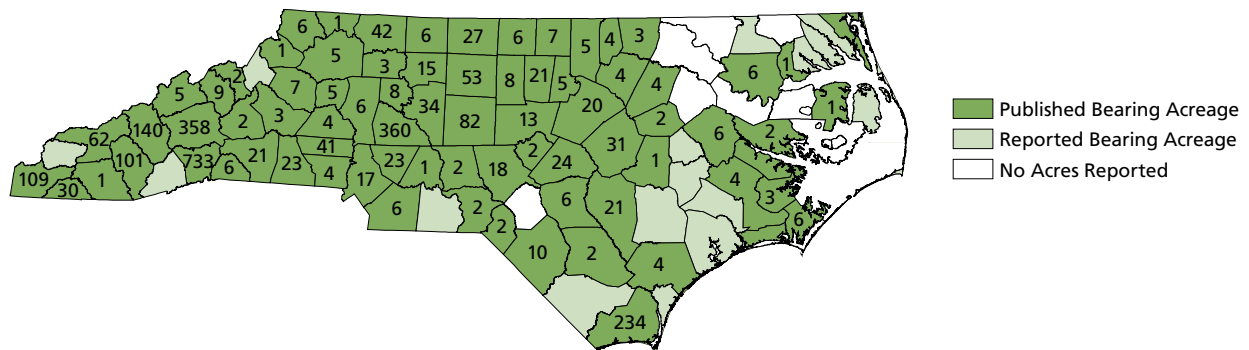 6 1 42 6 27 6 7 5 4 3
1 5 3 15 53 8 21 5 4 4 6 1
5 9 2 7 5 6 8 34 20 1
62 140 358 2 3 4 360 82 13 2 6 2
109 30 1 101 733 6 21 23 41 4 17 23 1 2 18 2 24 31 1 4 3
6 2 2 6 21 6
10 2 4
234
Published Bearing Acreage
Reported Bearing Acreage
No Acres Reported